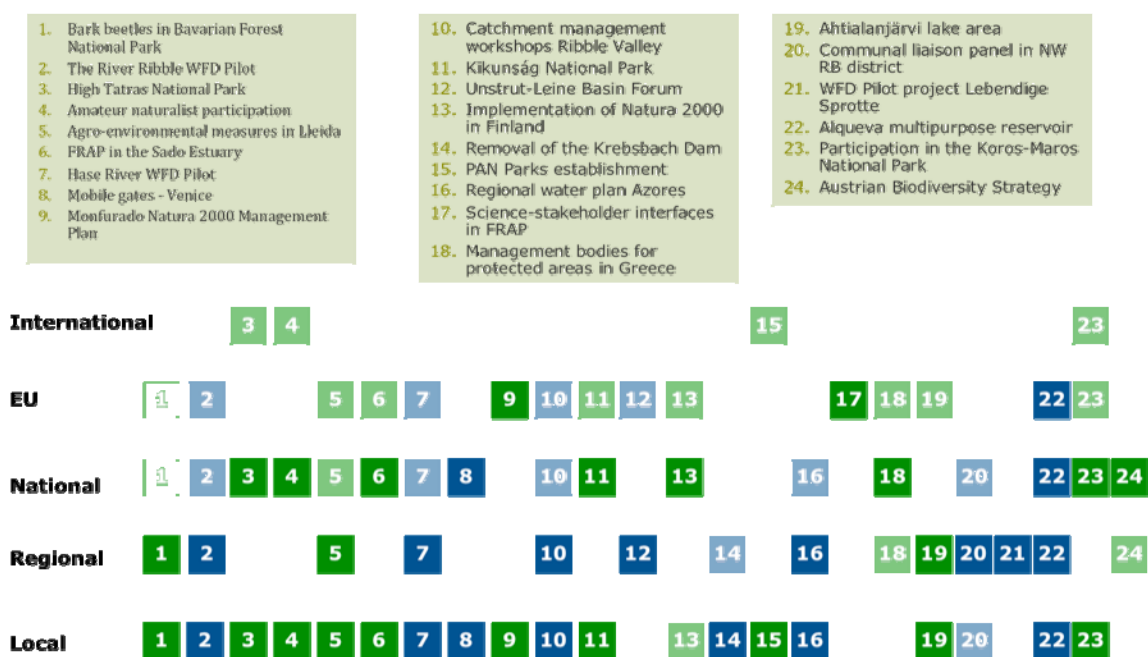 1. Bark beetles in Bavarian Forest
National Park
2. The River Ribble WFD Pilot
3. High Tatras National Park
4. Amateur naturalist participation
5. Agro-environmental measures in Lleida
6. FRAP in the Sado Estuary
7. Hase River WFD Pilot
8. Mobile gates - Venice
9. Monfurado Natura 2000 Management
Plan
10. Catchment management
workshops Ribble Valley
11. Kikunság National Park
12. Unstrut-Leine Basin Forum
13. Implementation of Natura 2000
in Finland
14. Removal of the Krebsbach Dam
15. PAN Parks establishment
16. Regional water plan Azores
17. Science-stakeholder interfaces
in FRAP
18. Management bodies for
protected areas in Greece
19. Ahtialanjärvi lake area
20. Communal liaison panel in NW
RB district
21. WFD Pilot project Lebendige
Sprotte
22. Alqueva multipurpose reservoir
23. Participation in the Koros-Maros
National Park
24. Austrian Biodiversity Strategy
International 3 4 15 23
EU 1 2 5 6 7 9 10 11 12 13 17 18 19 22 23
National 1 2 3 4 5 6 7 8 10 11 13 16 18 20 22 23 24
Regional 1 2 5 7 10 12 14 16 18 19 20 21 22 24
Local 1 2 3 4 5 6 7 8 9 10 11 13 14 15 16 19 20 22 23